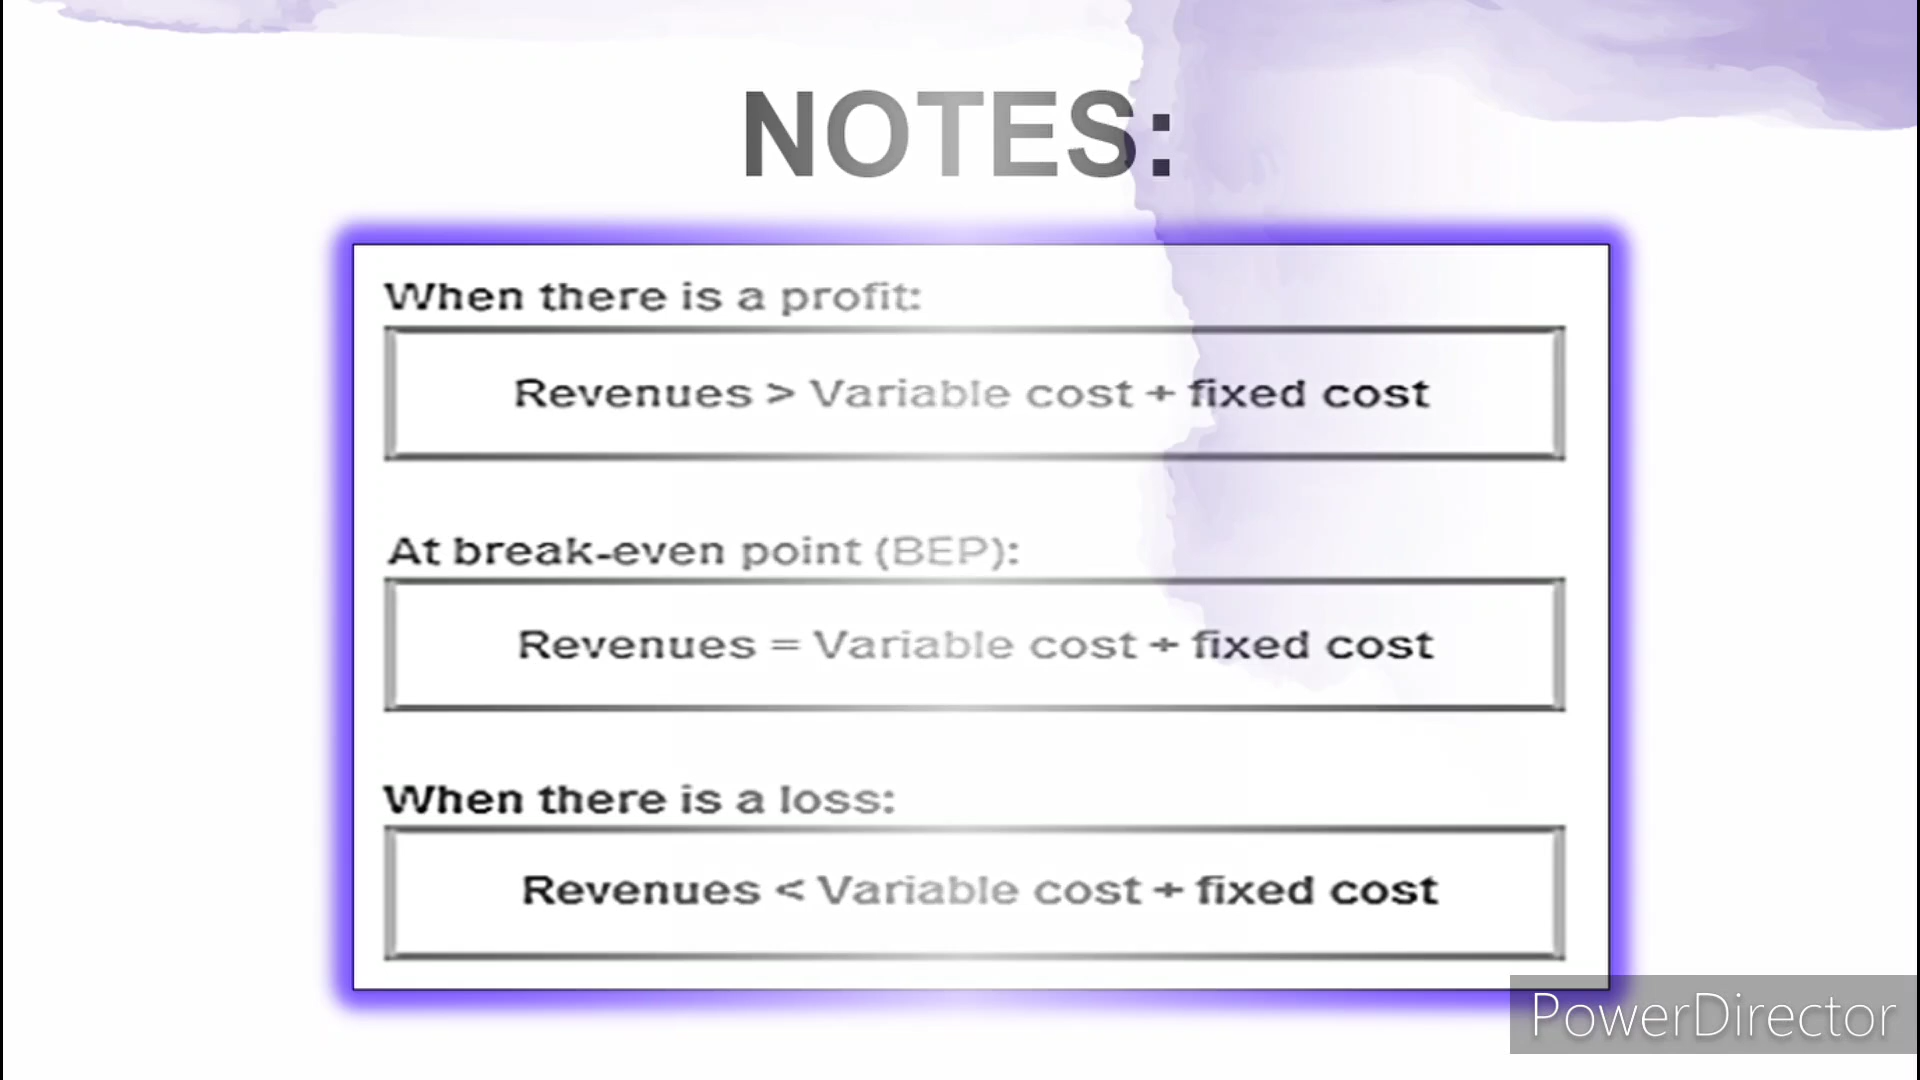 NOTES:
When there is a profit:
Revenues > Variable cost + fixed cost
At break-even point (BEP):
Revenues = Variable cost + fixed cost
When there is a loss:
Revenues < Variable cost + fixed cost
PowerDirector